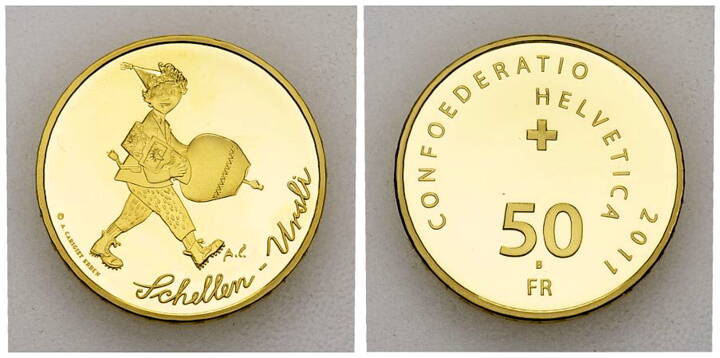 © A. CARIGIET ERBEN
A.C.
Schellen-Ursli
CONFOEDERATIO
HELVETICA 2011
50
B
FR